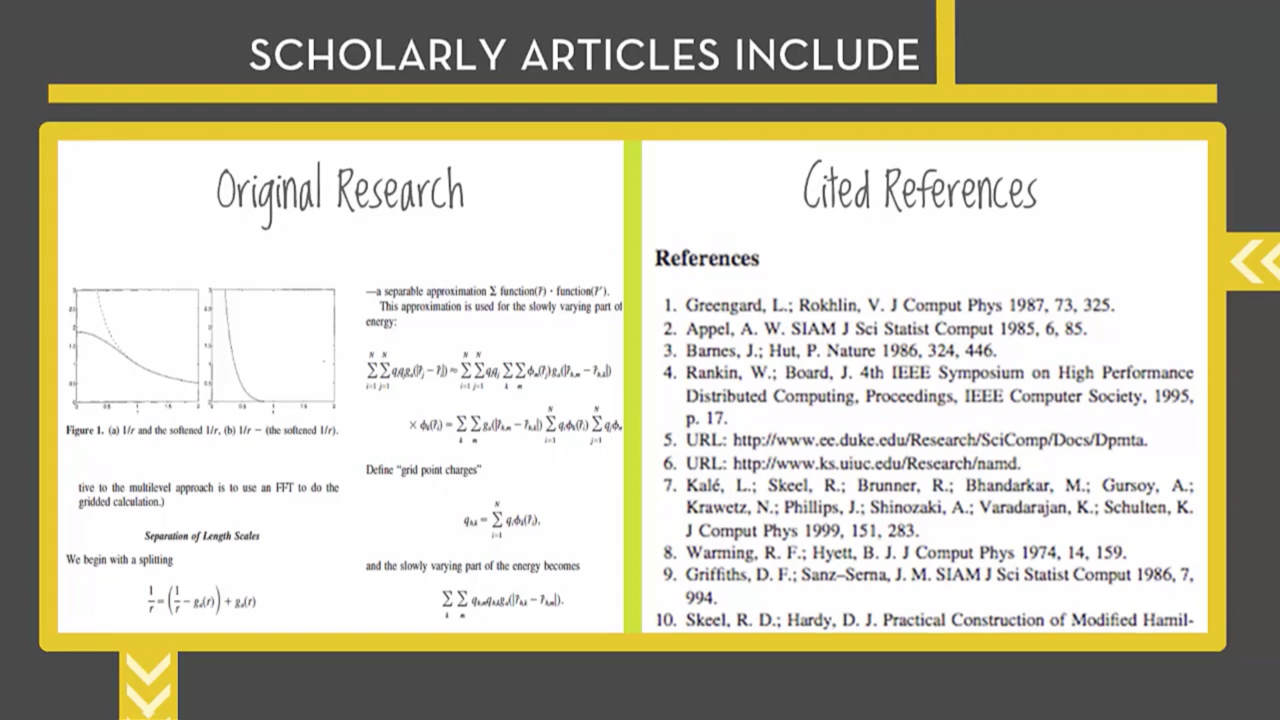 SCHOLARLY ARTICLES INCLUDE
Original Research
Figure 1. (a) 1/r and the softened 1/r, (b) 1/r − (the softened 1/r).
tive to the multilevel approach is to use an FFT to do the
gridded calculation.)
Separation of Length Scales
We begin with a splitting
1/r = (1/r − gₐ(r)) + gₐ(r)
—a separable approximation Σ function(r⃗) · function(r⃗′).
This approximation is used for the slowly varying part of
energy:
Define “grid point charges”
and the slowly varying part of the energy becomes
Cited References
References
1. Greengard, L.; Rokhlin, V. J Comput Phys 1987, 73, 325.
2. Appel, A. W. SIAM J Sci Statist Comput 1985, 6, 85.
3. Barnes, J.; Hut, P. Nature 1986, 324, 446.
4. Rankin, W.; Board, J. 4th IEEE Symposium on High Performance
Distributed Computing, Proceedings, IEEE Computer Society, 1995,
p. 17.
5. URL: http://www.ee.duke.edu/Research/SciComp/Docs/Dpmta.
6. URL: http://www.ks.uiuc.edu/Research/namd.
7. Kalé, L.; Skeel, R.; Brunner, R.; Bhandarkar, M.; Gursoy, A.;
Krawetz, N.; Phillips, J.; Shinozaki, A.; Varadarajan, K.; Schulten, K.
J Comput Phys 1999, 151, 283.
8. Warming, R. F.; Hyett, B. J. J Comput Phys 1974, 14, 159.
9. Griffiths, D. F.; Sanz–Serna, J. M. SIAM J Sci Statist Comput 1986, 7,
994.
10. Skeel, R. D.; Hardy, D. J. Practical Construction of Modified Hamil-